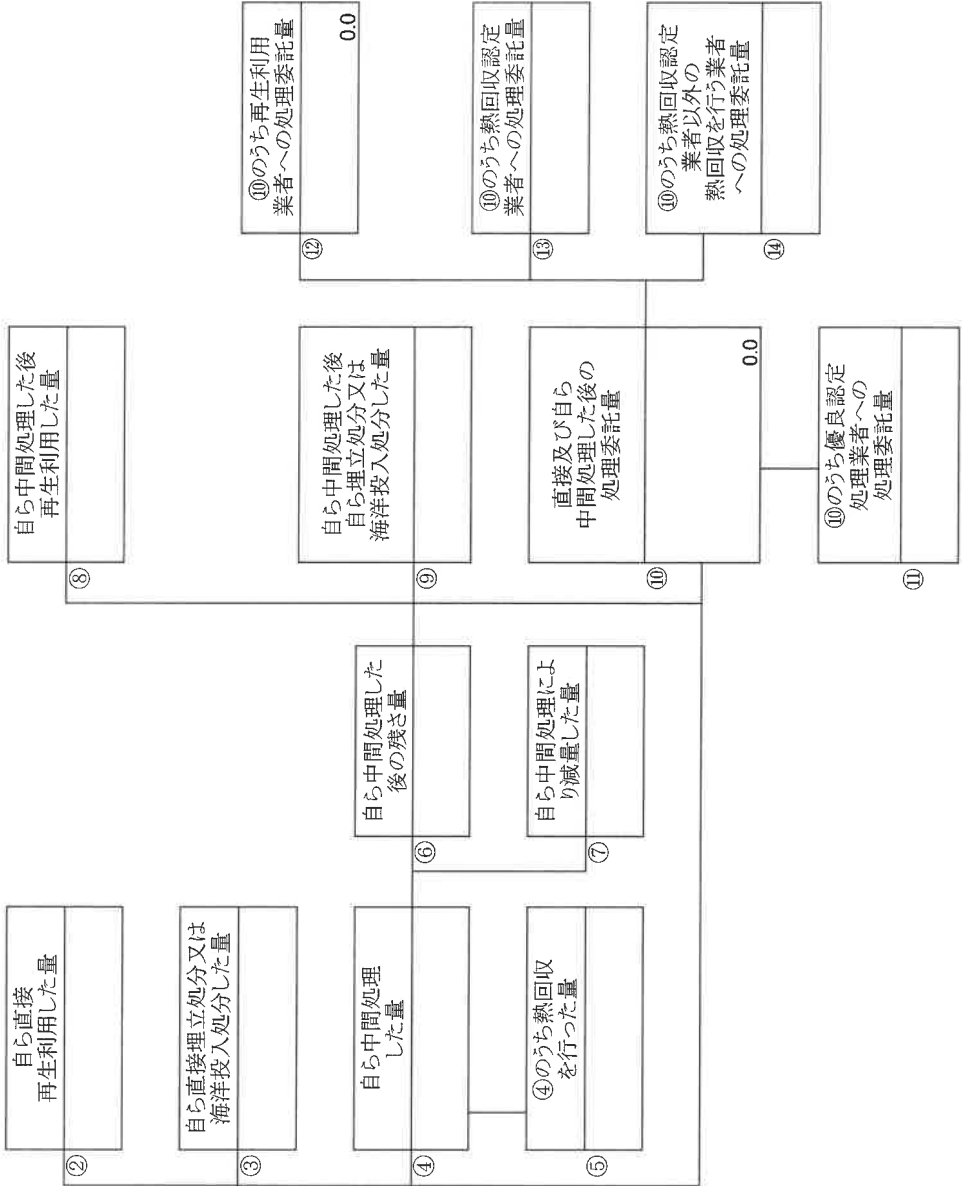 ②
自ら直接
再生利用した量
③
自ら直接埋立処分又は
海洋投入処分した量
④
自ら中間処理
した量
⑤
④のうち熱回収
を行った量
⑥
自ら中間処理した
後の残さ量
⑦
自ら中間処理によ
り減量した量
⑧
自ら中間処理した後
再生利用した量
⑨
自ら中間処理した後
自ら埋立処分又は
海洋投入処分した量
⑩
直接及び自ら
中間処理した後の
処理委託量
0.0
⑪
⑩のうち優良認定
処理業者への
処理委託量
⑫
⑩のうち再生利用
業者への処理委託量
0.0
⑬
⑩のうち熱回収認定
業者への処理委託量
⑭
⑩のうち熱回収認定
業者以外の
熱回収を行う業者
への処理委託量